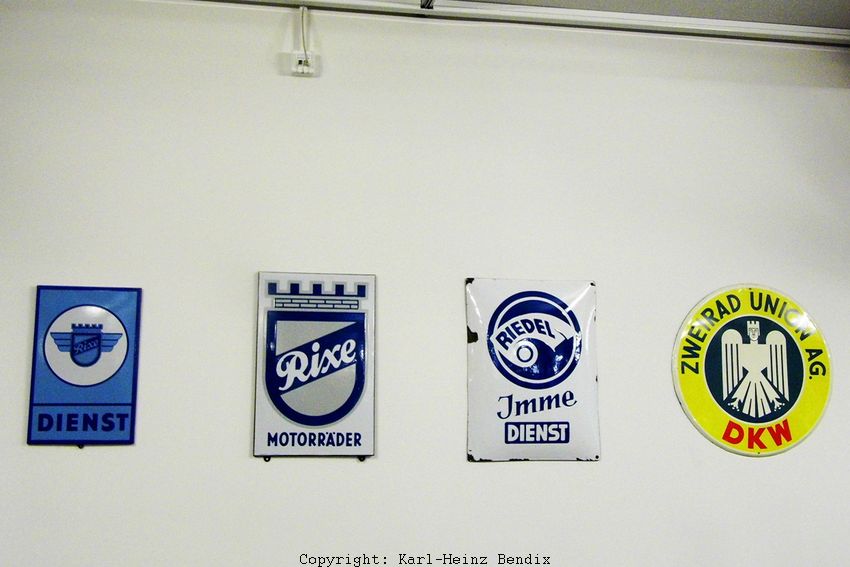 Rixe
DIENST
Rixe
MOTORRÄDER
RIEDEL
Imme
DIENST
ZWEIRAD UNION AG.
DKW
Copyright: Karl-Heinz Bendix